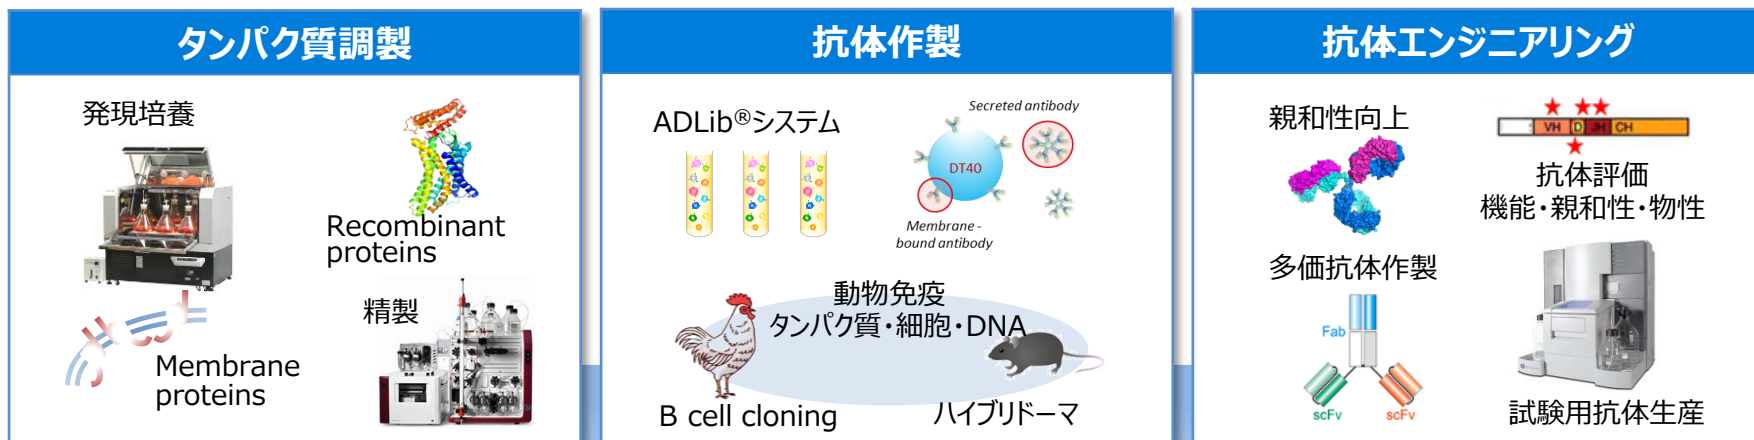 タンパク質調製
発現培養
Recombinant
proteins
精製
Membrane
proteins
抗体作製
ADLib®システム
Secreted antibody
DT40
Membrane -
bound antibody
動物免疫
タンパク質・細胞・DNA
B cell cloning
ハイブリドーマ
抗体エンジニアリング
親和性向上
VH D JH CH
抗体評価
機能・親和性・物性
多価抗体作製
Fab
scFv scFv
試験用抗体生産